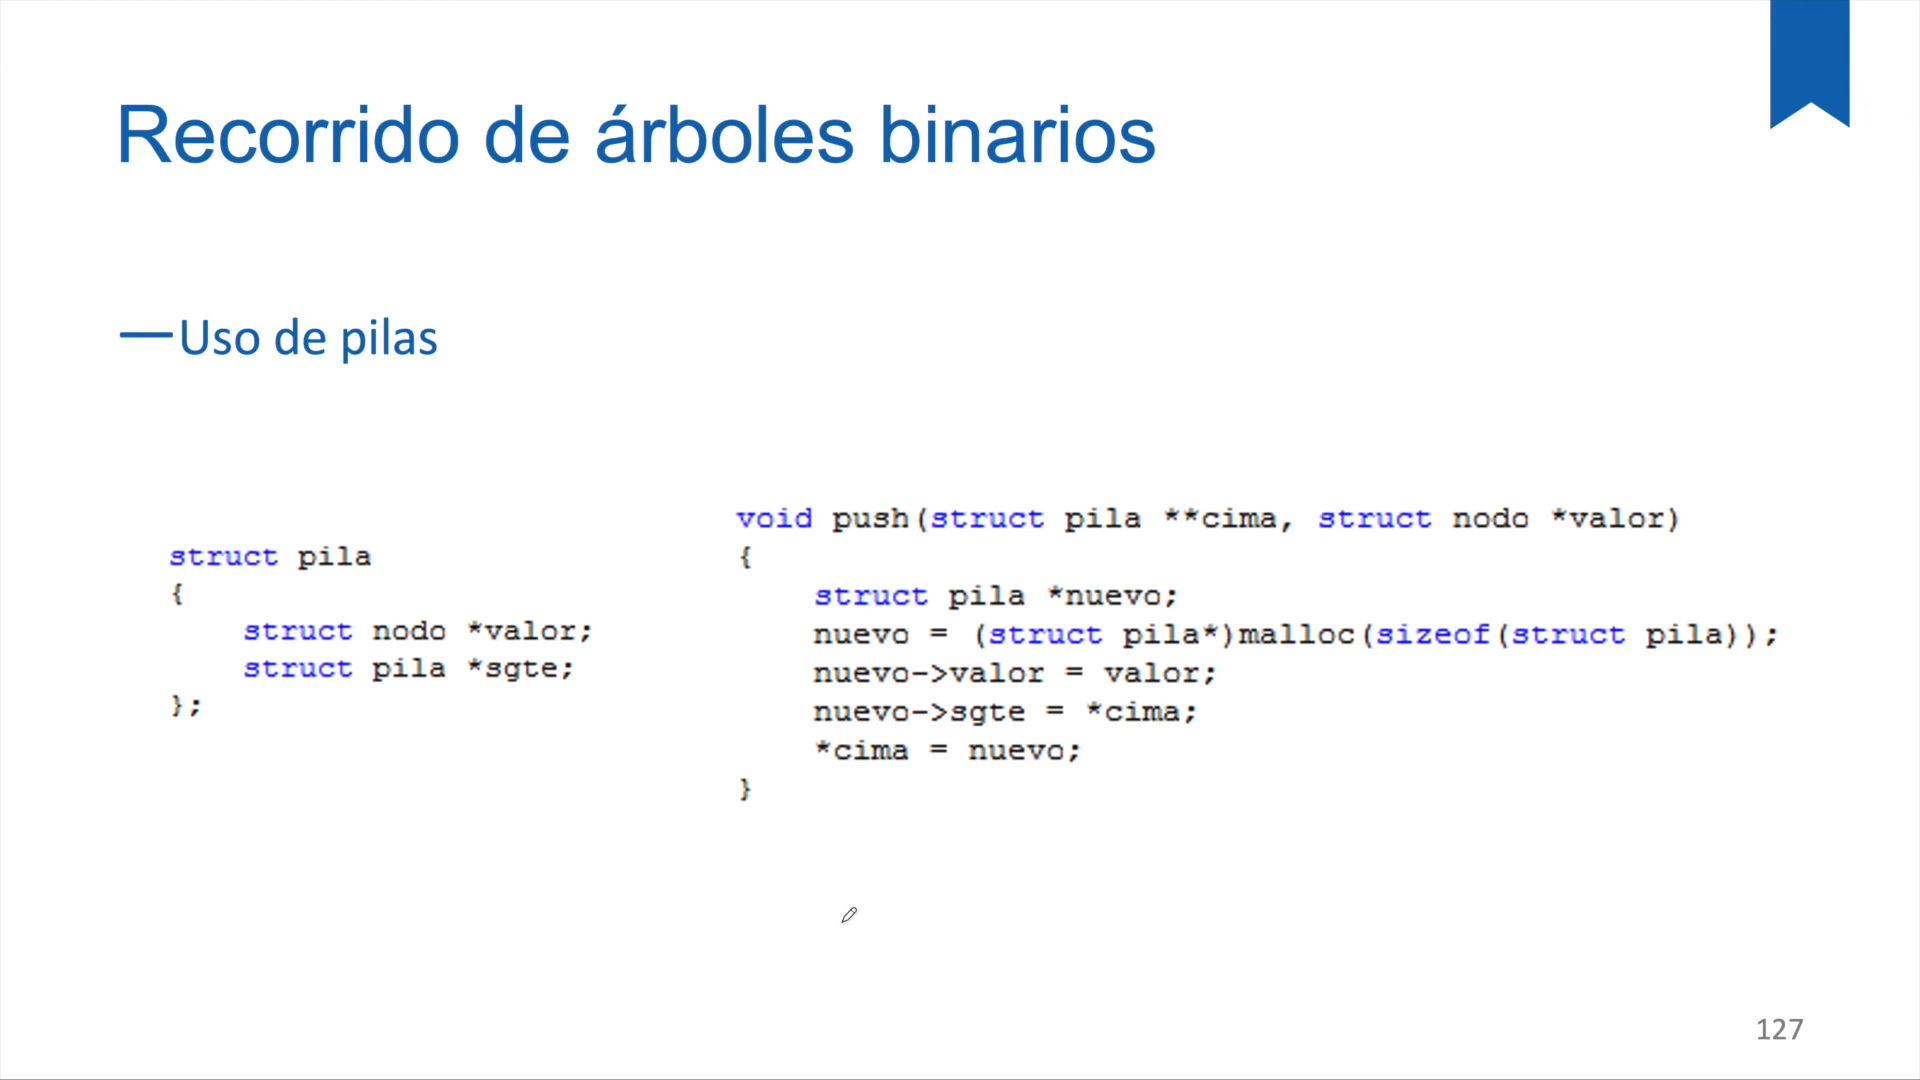 Recorrido de árboles binarios
—Uso de pilas
struct pila
{
    struct nodo *valor;
    struct pila *sgte;
};
void push(struct pila **cima, struct nodo *valor)
{
    struct pila *nuevo;
    nuevo = (struct pila*)malloc(sizeof(struct pila));
    nuevo->valor = valor;
    nuevo->sgte = *cima;
    *cima = nuevo;
}
127